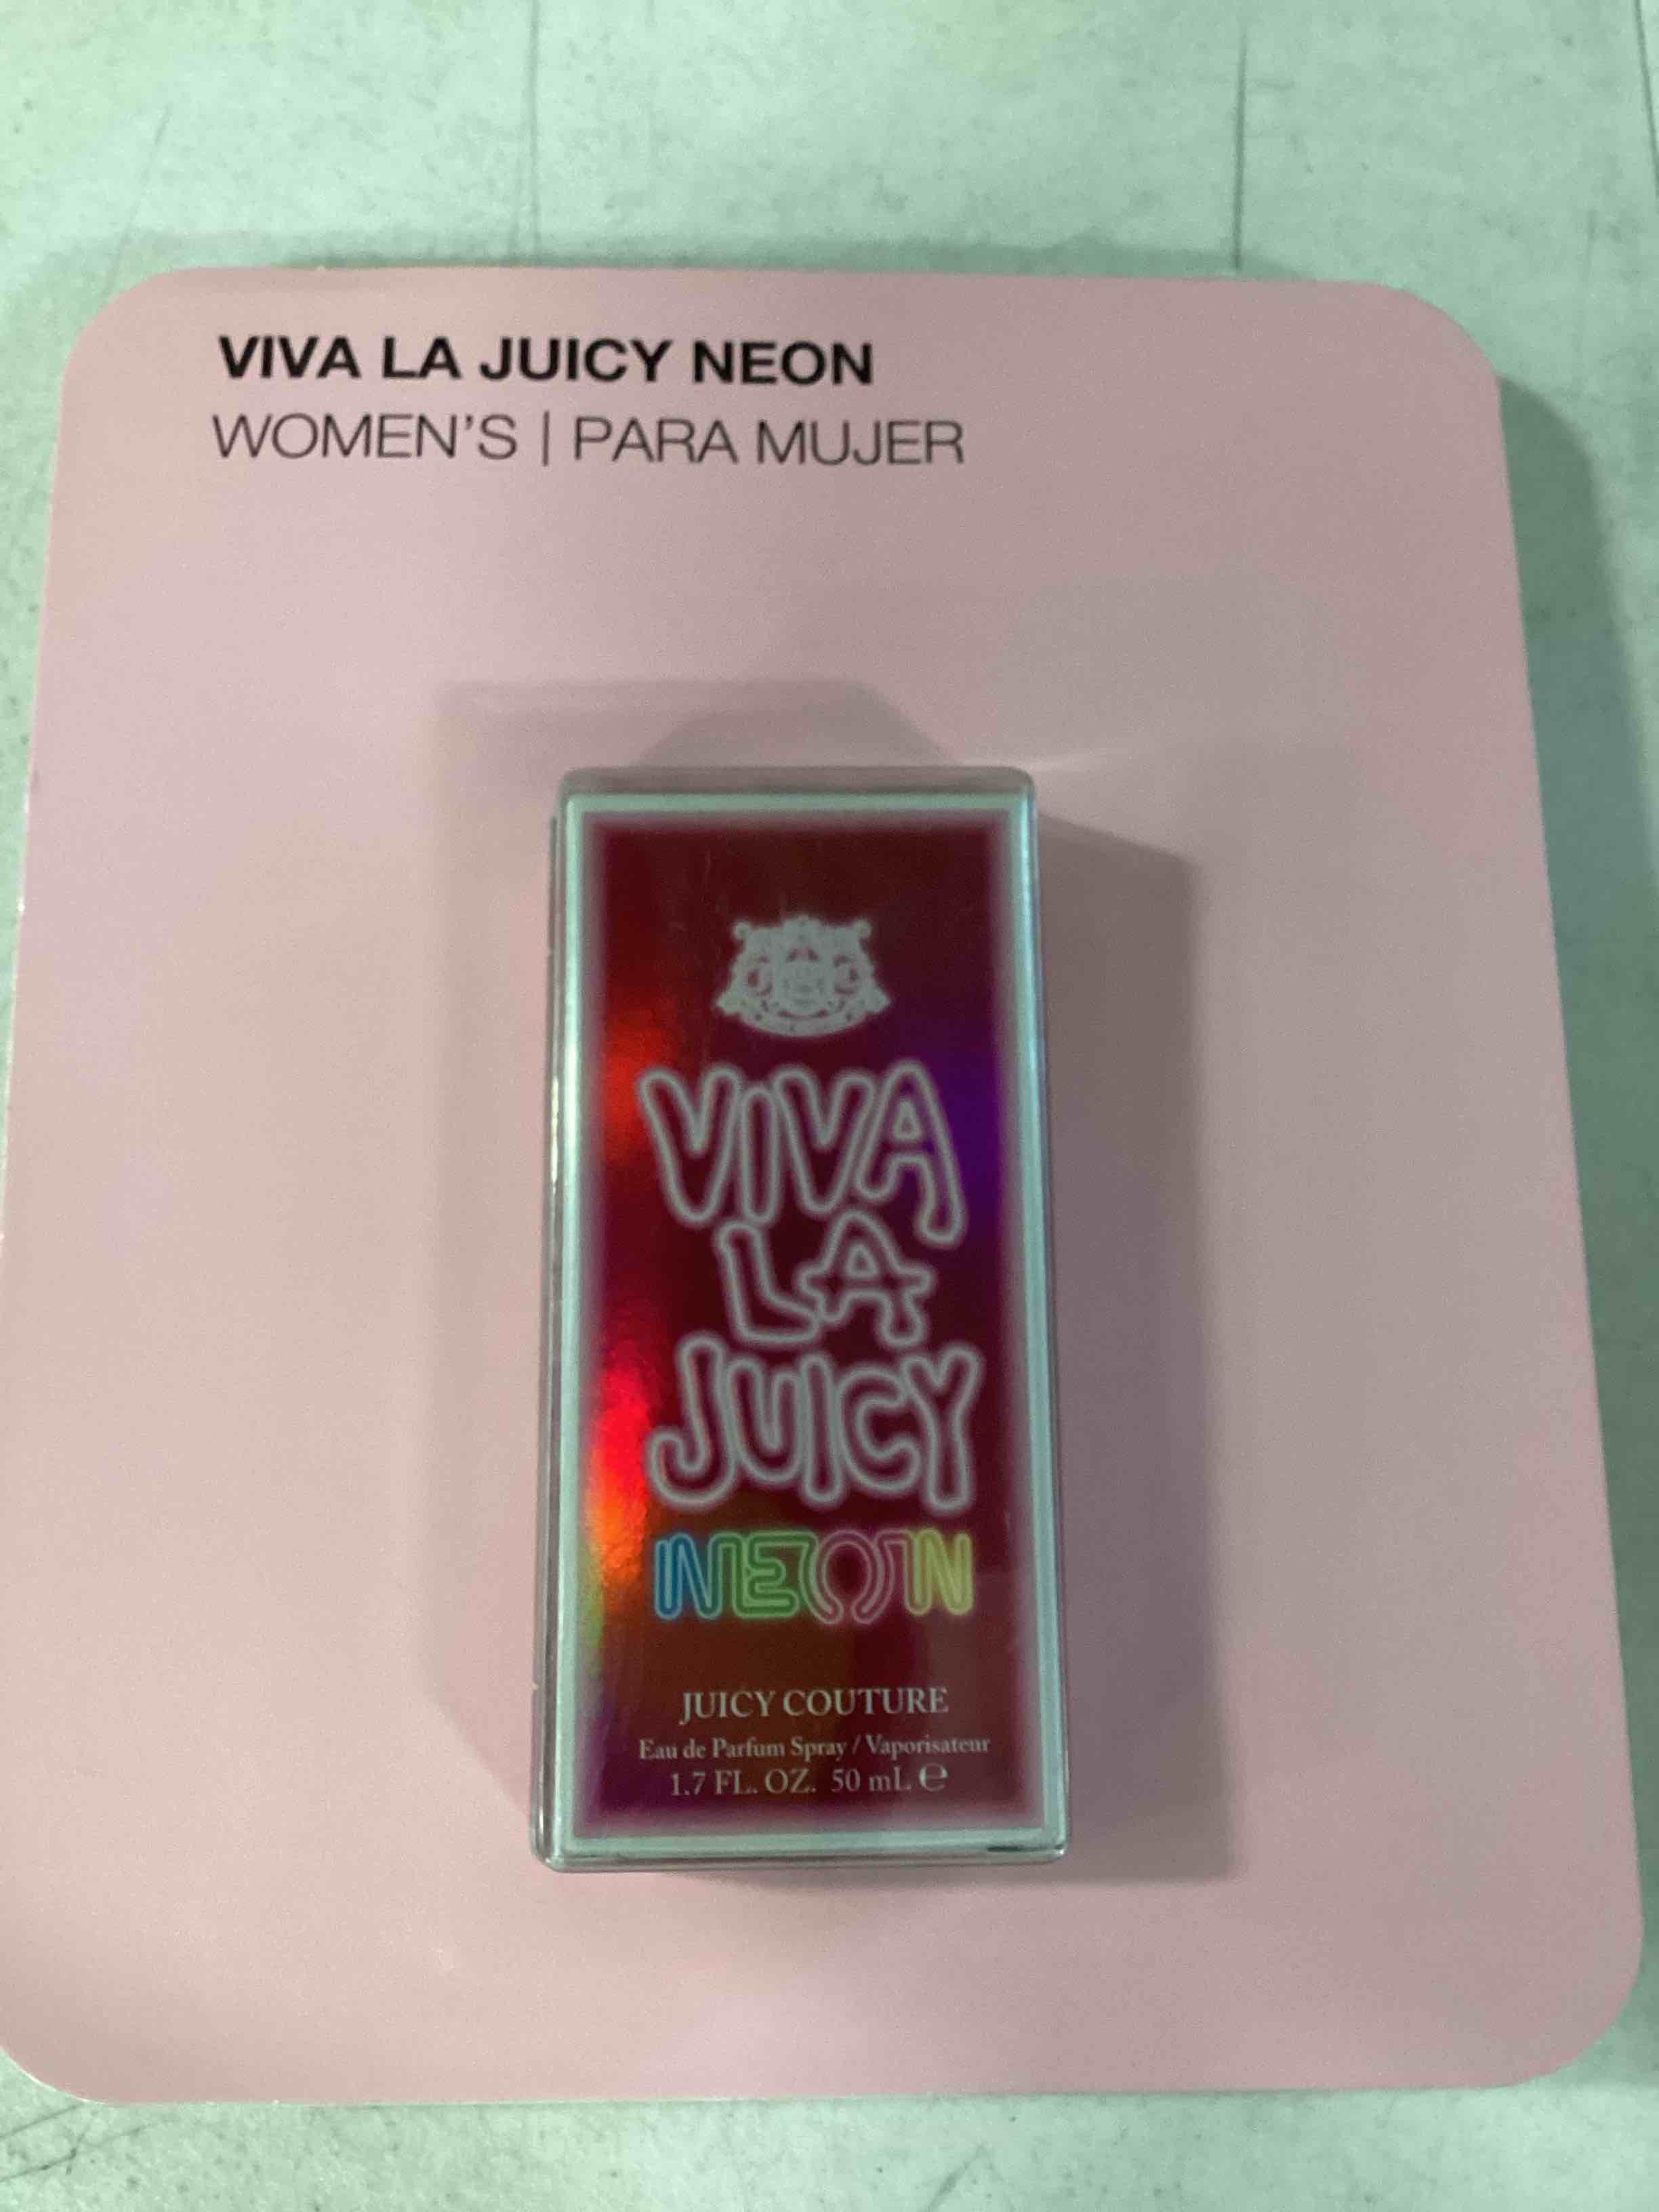 VIVA LA JUICY NEON
WOMEN'S | PARA MUJER
VIVA
LA
JUICY
NEON
JUICY COUTURE
Eau de Parfum Spray / Vaporisateur
1.7 FL. OZ. 50 mL ℮